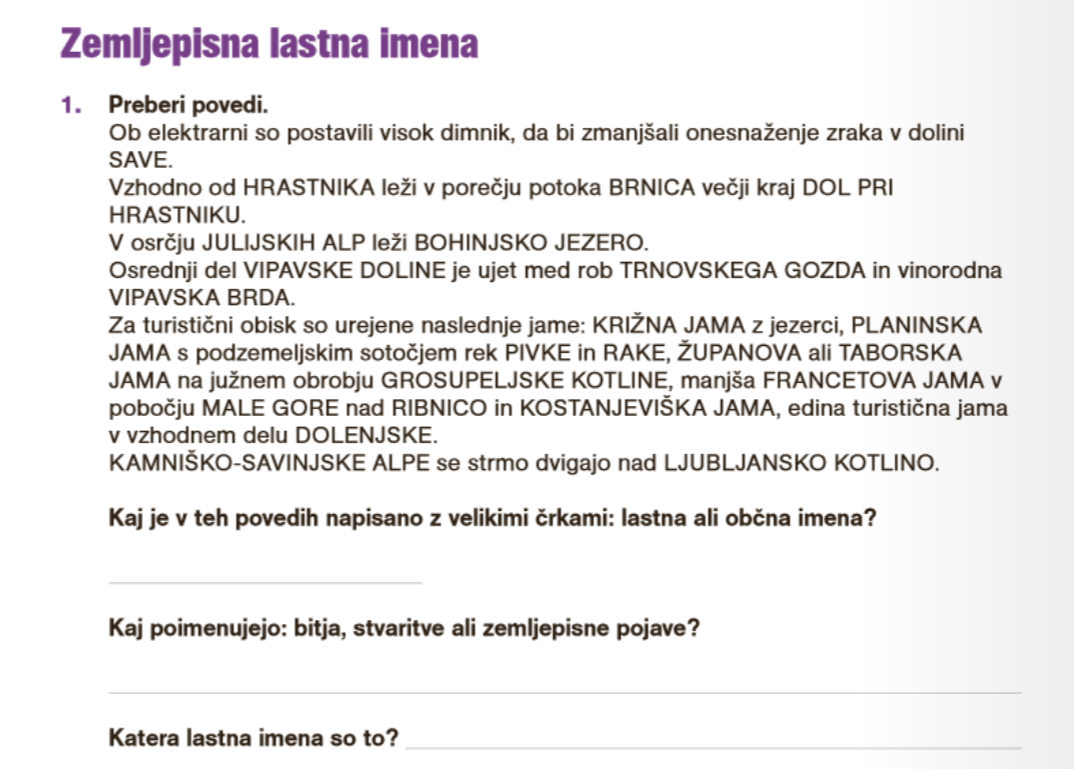 Zemljepisna lastna imena
1. Preberi povedi.
Ob elektrarni so postavili visok dimnik, da bi zmanjšali onesnaženje zraka v dolini
SAVE.
Vzhodno od HRASTNIKA leži v porečju potoka BRNICA večji kraj DOL PRI
HRASTNIKU.
V osrčju JULIJSKIH ALP leži BOHINJSKO JEZERO.
Osrednji del VIPAVSKE DOLINE je ujet med rob TRNOVSKEGA GOZDA in vinorodna
VIPAVSKA BRDA.
Za turistični obisk so urejene naslednje jame: KRIŽNA JAMA z jezerci, PLANINSKA
JAMA s podzemeljskim sotočjem rek PIVKE in RAKE, ŽUPANOVA ali TABORSKA
JAMA na južnem obrobju GROSUPELJSKE KOTLINE, manjša FRANCETOVA JAMA v
pobočju MALE GORE nad RIBNICO in KOSTANJEVIŠKA JAMA, edina turistična jama
v vzhodnem delu DOLENJSKE.
KAMNIŠKO-SAVINJSKE ALPE se strmo dvigajo nad LJUBLJANSKO KOTLINO.
Kaj je v teh povedih napisano z velikimi črkami: lastna ali občna imena?
Kaj poimenujejo: bitja, stvaritve ali zemljepisne pojave?
Katera lastna imena so to?